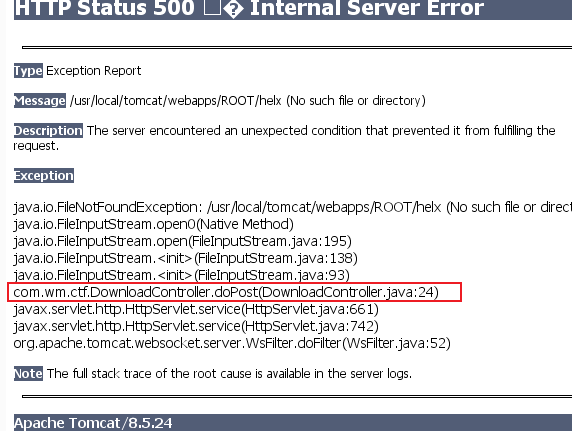 HTTP Status 500 □� Internal Server Error
Type Exception Report
Message /usr/local/tomcat/webapps/ROOT/helx (No such file or directory)
Description The server encountered an unexpected condition that prevented it from fulfilling the
request.
Exception
java.io.FileNotFoundException: /usr/local/tomcat/webapps/ROOT/helx (No such file or direct
java.io.FileInputStream.open0(Native Method)
java.io.FileInputStream.open(FileInputStream.java:195)
java.io.FileInputStream.<init>(FileInputStream.java:138)
java.io.FileInputStream.<init>(FileInputStream.java:93)
com.wm.ctf.DownloadController.doPost(DownloadController.java:24)
javax.servlet.http.HttpServlet.service(HttpServlet.java:661)
javax.servlet.http.HttpServlet.service(HttpServlet.java:742)
org.apache.tomcat.websocket.server.WsFilter.doFilter(WsFilter.java:52)
Note The full stack trace of the root cause is available in the server logs.
Apache Tomcat/8.5.24